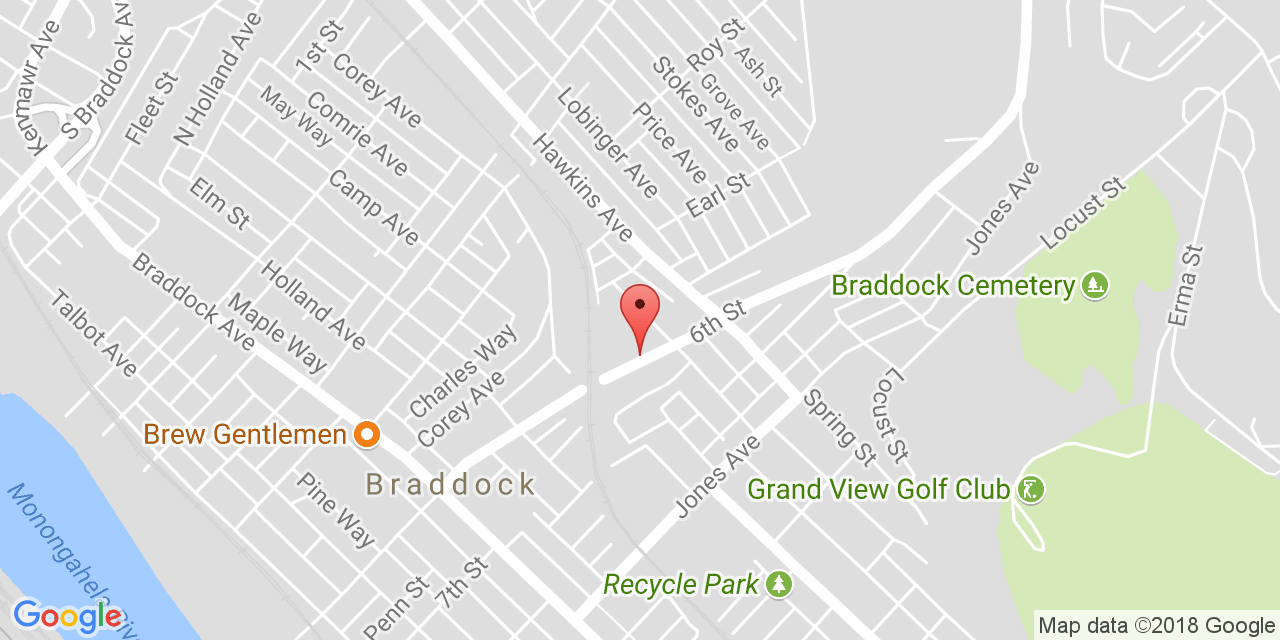 Kenmawr Ave
S Braddock Av
Fleet St
N Holland Ave
1st St
Corey Ave
May Way
Comrie Ave
Camp Ave
Elm St
Holland Ave
Maple Way
Braddock Ave
Talbot Ave
Roy St
Ash St
Stokes Ave
Grove Ave
Lobinger Ave
Price Ave
Hawkins Ave
Earl St
Jones Ave
Locust St
Erma St
Braddock Cemetery
6th St
Charles Way
Corey Ave
Brew Gentlemen
Braddock
Locust St
Spring St
Jones Ave
Grand View Golf Club
Pine Way
Monongahela Rive
Penn St
7th St
Recycle Park
Google
Map data ©2018 Google